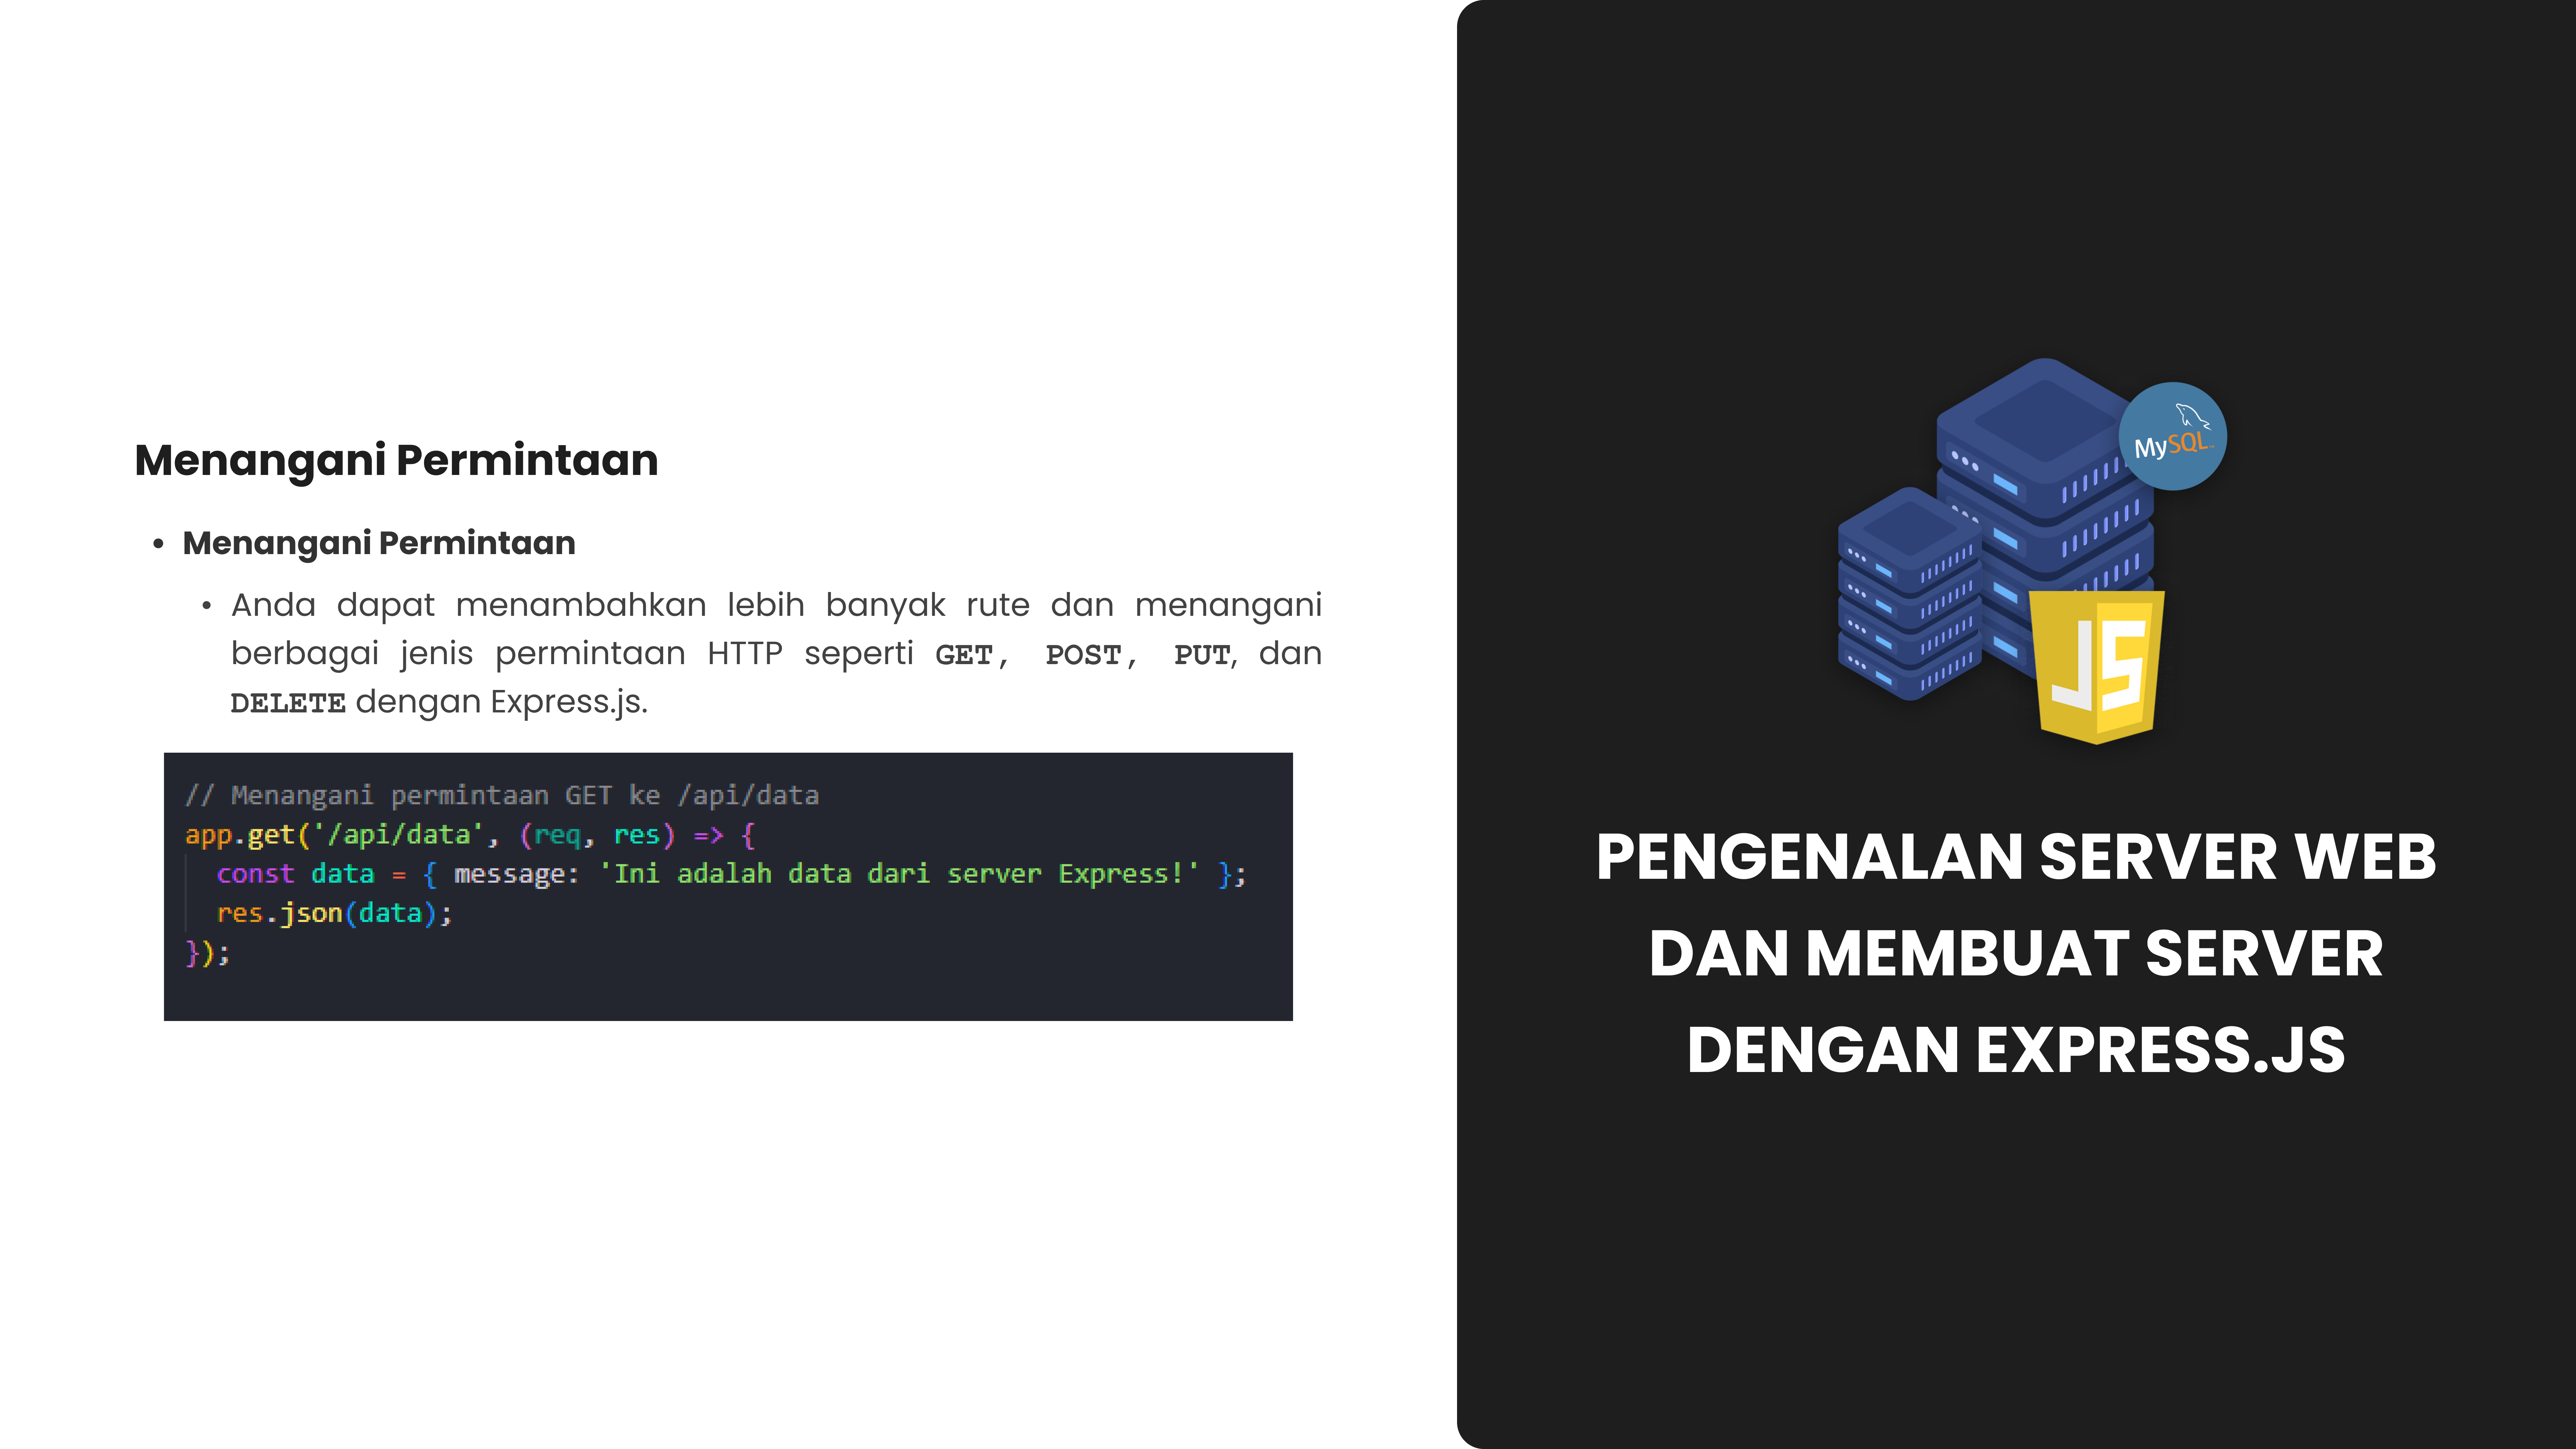 Menangani Permintaan
• Menangani Permintaan
• Anda dapat menambahkan lebih banyak rute dan menangani
berbagai jenis permintaan HTTP seperti GET, POST, PUT, dan
DELETE dengan Express.js.
// Menangani permintaan GET ke /api/data
app.get('/api/data', (req, res) => {
  const data = { message: 'Ini adalah data dari server Express!' };
  res.json(data);
});
MySQL
JS
PENGENALAN SERVER WEB
DAN MEMBUAT SERVER
DENGAN EXPRESS.JS